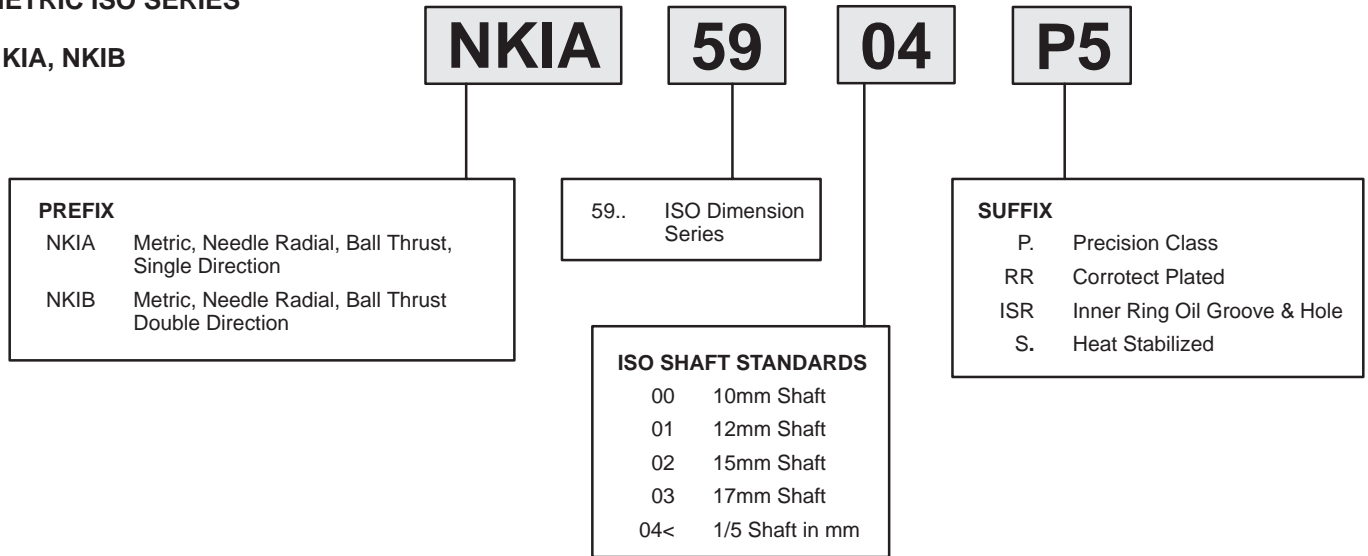 METRIC ISO SERIES
KIA, NKIB
NKIA 59 04 P5
PREFIX
NKIA Metric, Needle Radial, Ball Thrust,
Single Direction
NKIB Metric, Needle Radial, Ball Thrust
Double Direction
59.. ISO Dimension
Series
ISO SHAFT STANDARDS
00 10mm Shaft
01 12mm Shaft
02 15mm Shaft
03 17mm Shaft
04< 1/5 Shaft in mm
SUFFIX
P. Precision Class
RR Corrotect Plated
ISR Inner Ring Oil Groove & Hole
S. Heat Stabilized